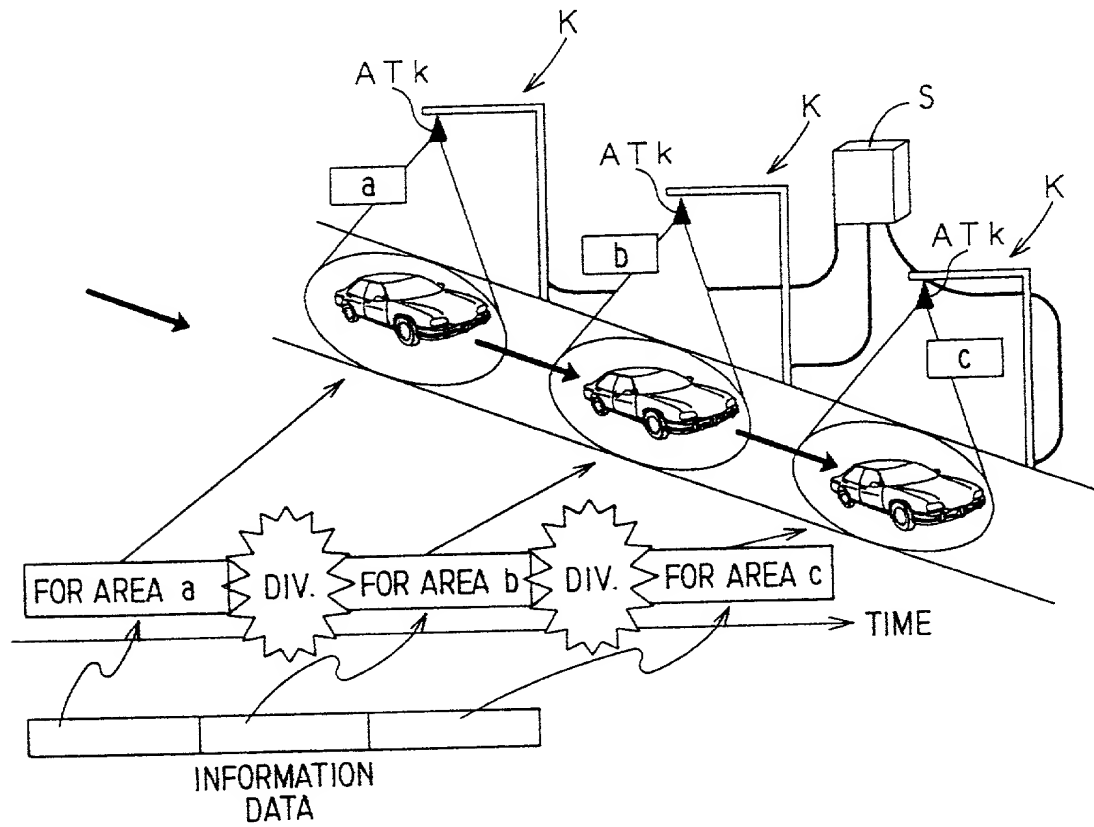 K
ATk
S
K
ATk
K
ATk
a
b
c
FOR AREA a
DIV.
FOR AREA b
DIV.
FOR AREA c
TIME
INFORMATION
DATA